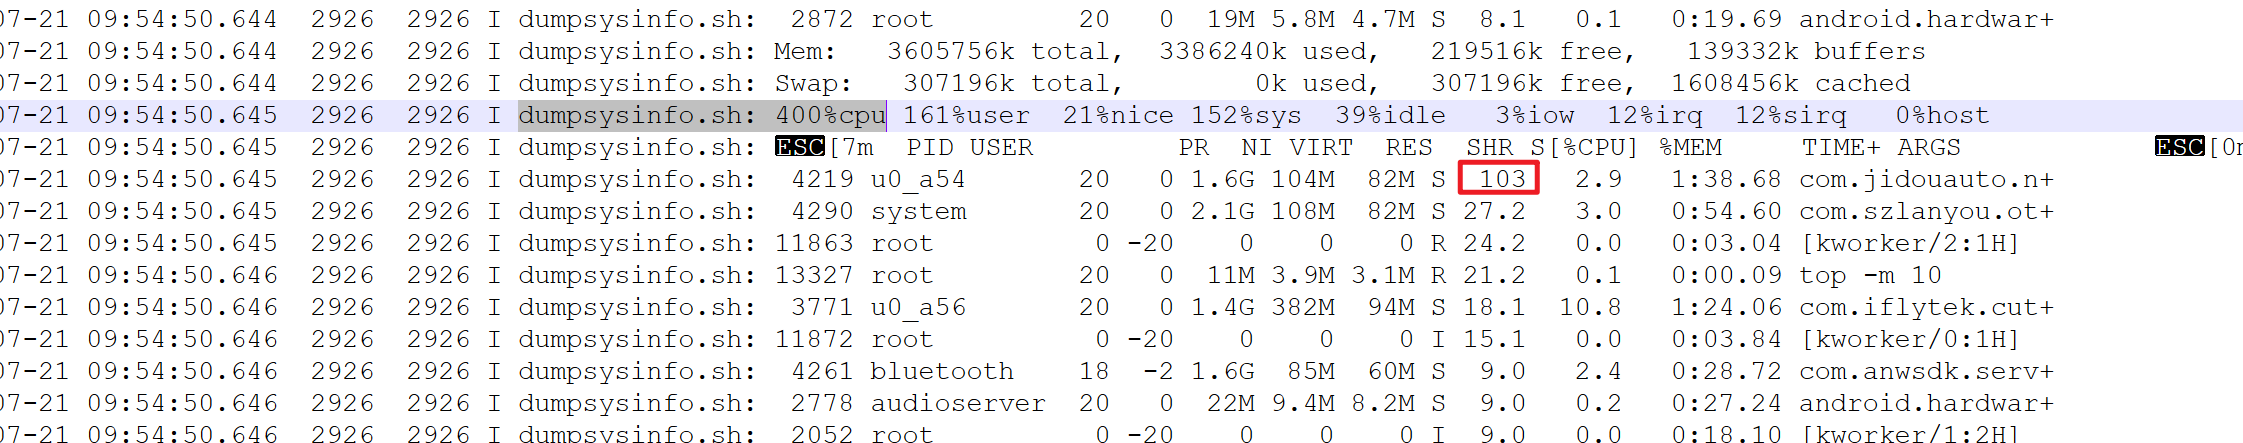 07-21 09:54:50.644  2926  2926 I dumpsysinfo.sh:  2872 root         20   0  19M 5.8M 4.7M S  8.1   0.1   0:19.69 android.hardwar+
07-21 09:54:50.644  2926  2926 I dumpsysinfo.sh: Mem:   3605756k total,  3386240k used,   219516k free,   139332k buffers
07-21 09:54:50.644  2926  2926 I dumpsysinfo.sh: Swap:   307196k total,        0k used,   307196k free,  1608456k cached
07-21 09:54:50.645  2926  2926 I dumpsysinfo.sh: 400%cpu 161%user  21%nice 152%sys  39%idle   3%iow  12%irq  12%sirq   0%host
07-21 09:54:50.645  2926  2926 I dumpsysinfo.sh: ESC[7m  PID USER         PR  NI VIRT  RES  SHR S[%CPU] %MEM     TIME+ ARGS            ESC[0m
07-21 09:54:50.645  2926  2926 I dumpsysinfo.sh:  4219 u0_a54       20   0 1.6G 104M  82M S  103   2.9   1:38.68 com.jidouauto.n+
07-21 09:54:50.645  2926  2926 I dumpsysinfo.sh:  4290 system       20   0 2.1G 108M  82M S 27.2   3.0   0:54.60 com.szlanyou.ot+
07-21 09:54:50.645  2926  2926 I dumpsysinfo.sh: 11863 root          0 -20    0    0    0 R 24.2   0.0   0:03.04 [kworker/2:1H]
07-21 09:54:50.646  2926  2926 I dumpsysinfo.sh: 13327 root         20   0  11M 3.9M 3.1M R 21.2   0.1   0:00.09 top -m 10
07-21 09:54:50.646  2926  2926 I dumpsysinfo.sh:  3771 u0_a56       20   0 1.4G 382M  94M S 18.1  10.8   1:24.06 com.iflytek.cut+
07-21 09:54:50.646  2926  2926 I dumpsysinfo.sh: 11872 root          0 -20    0    0    0 I 15.1   0.0   0:03.84 [kworker/0:1H]
07-21 09:54:50.646  2926  2926 I dumpsysinfo.sh:  4261 bluetooth    18  -2 1.6G  85M  60M S  9.0   2.4   0:28.72 com.anwsdk.serv+
07-21 09:54:50.646  2926  2926 I dumpsysinfo.sh:  2778 audioserver  20   0  22M 9.4M 8.2M S  9.0   0.2   0:27.24 android.hardwar+
07-21 09:54:50.646  2926  2926 I dumpsysinfo.sh:  2052 root          0 -20    0    0    0 I  9.0   0.0   0:18.10 [kworker/1:2H]